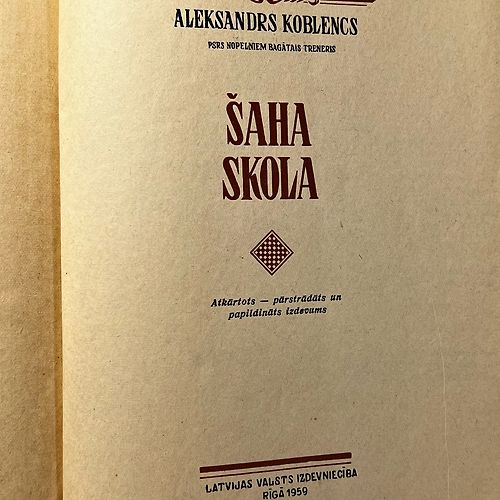 ALEKSANDRS KOBLENCS
PSRS NOPELNIEM BAGĀTAIS TRENERIS
ŠAHA
SKOLA
Atkārtots — pārstrādāts un
papildināts izdevums
LATVIJAS VALSTS IZDEVNIECĪBA
RĪGĀ 1959